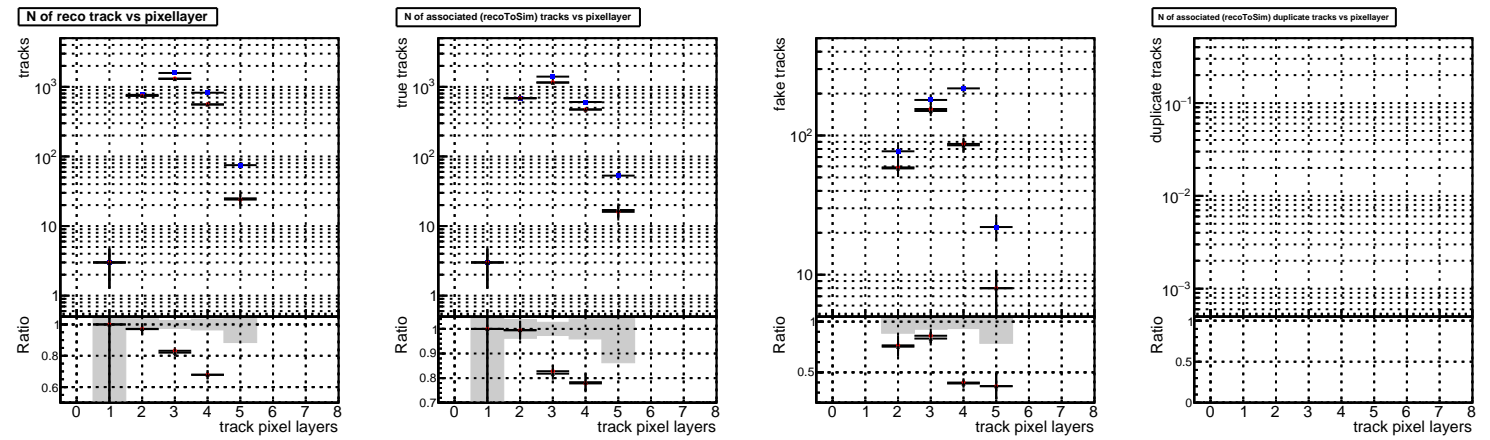 N of reco track vs pixellayer
tracks
10³
10²
10
1
Ratio
1
0.8
0.6
0 1 2 3 4 5 6 7 8
track pixel layers
N of associated (recoToSim) tracks vs pixellayer
true tracks
10³
10²
10
1
Ratio
1
0.9
0.8
0.7
0 1 2 3 4 5 6 7 8
track pixel layers
fake tracks
10²
10
Ratio
1
0.5
0 1 2 3 4 5 6 7 8
track pixel layers
N of associated (recoToSim) duplicate tracks vs pixellayer
duplicate tracks
10⁻¹
10⁻²
10⁻³
Ratio
1
0.5
0
0 1 2 3 4 5 6 7 8
track pixel layers